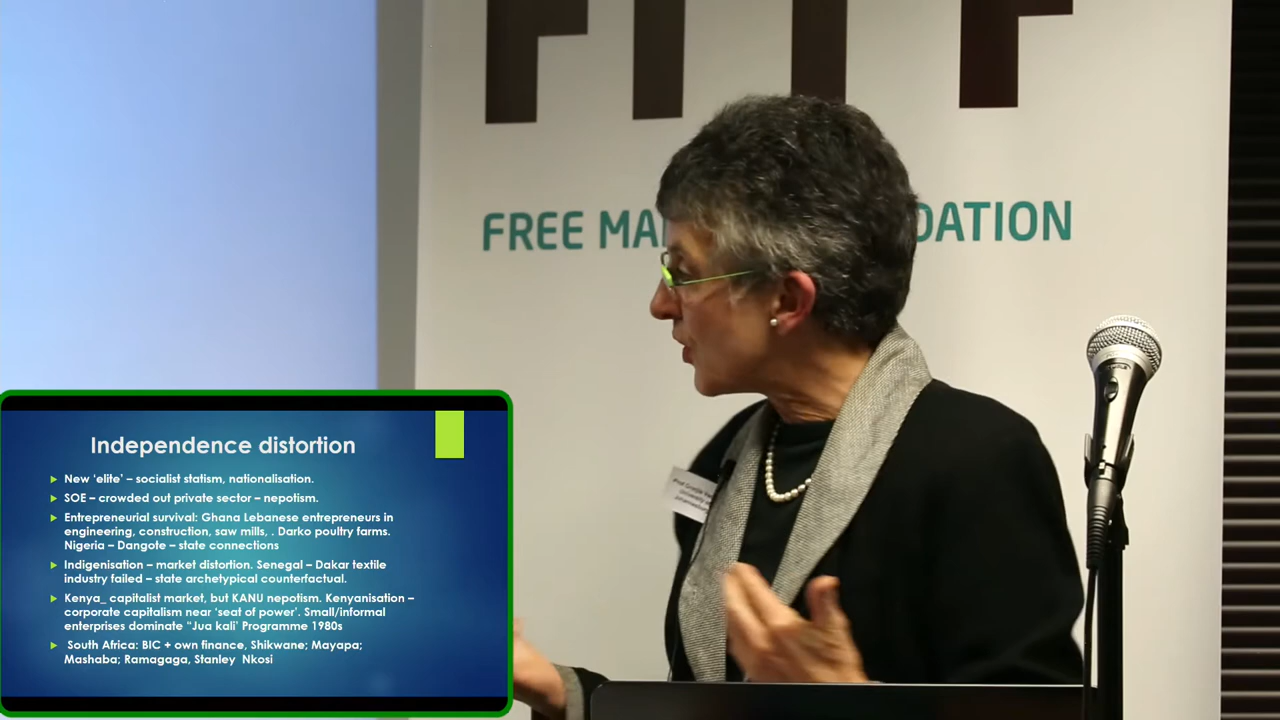 FREE MA
DATION
Independence distortion
New ‘elite’ – socialist statism, nationalisation.
SOE – crowded out private sector – nepotism.
Entrepreneurial survival: Ghana Lebanese entrepreneurs in
engineering, construction, saw mills, . Darko poultry farms.
Nigeria – Dangote – state connections
Indigenisation – market distortion. Senegal – Dakar textile
industry failed – state archetypical counterfactual.
Kenya_ capitalist market, but KANU nepotism. Kenyanisation –
corporate capitalism near ‘seat of power’. Small/informal
enterprises dominate “Jua kali’ Programme 1980s
South Africa: BIC + own finance, Shikwane; Mayapa;
Mashaba; Ramagaga, Stanley Nkosi